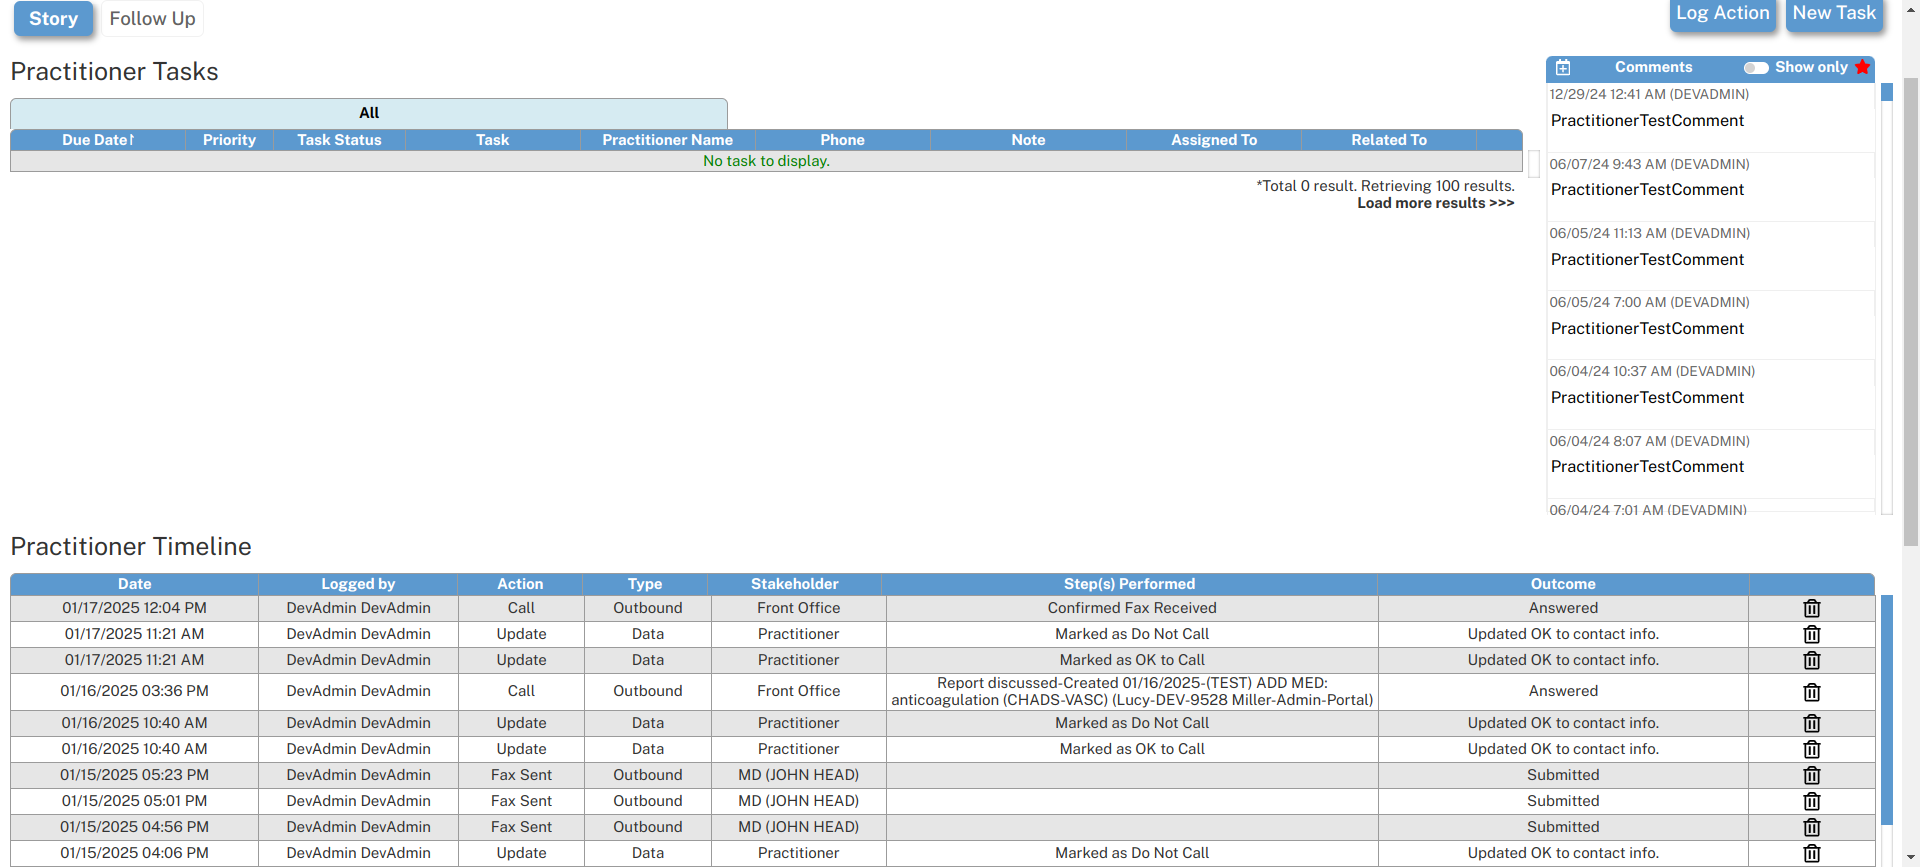 Story Follow Up Log Action New Task
Practitioner Tasks
All
Due Date↑ Priority Task Status Task Practitioner Name Phone Note Assigned To Related To
No task to display.
*Total 0 result. Retrieving 100 results.
Load more results >>>
Comments Show only
12/29/24 12:41 AM (DEVADMIN)
PractitionerTestComment
06/07/24 9:43 AM (DEVADMIN)
PractitionerTestComment
06/05/24 11:13 AM (DEVADMIN)
PractitionerTestComment
06/05/24 7:00 AM (DEVADMIN)
PractitionerTestComment
06/04/24 10:37 AM (DEVADMIN)
PractitionerTestComment
06/04/24 8:07 AM (DEVADMIN)
PractitionerTestComment
06/04/24 7:01 AM (DEVADMIN)
Practitioner Timeline
Date Logged by Action Type Stakeholder Step(s) Performed Outcome
01/17/2025 12:04 PM DevAdmin DevAdmin Call Outbound Front Office Confirmed Fax Received Answered
01/17/2025 11:21 AM DevAdmin DevAdmin Update Data Practitioner Marked as Do Not Call Updated OK to contact info.
01/17/2025 11:21 AM DevAdmin DevAdmin Update Data Practitioner Marked as OK to Call Updated OK to contact info.
01/16/2025 03:36 PM DevAdmin DevAdmin Call Outbound Front Office Report discussed-Created 01/16/2025-(TEST) ADD MED:
anticoagulation (CHADS-VASC) (Lucy-DEV-9528 Miller-Admin-Portal) Answered
01/16/2025 10:40 AM DevAdmin DevAdmin Update Data Practitioner Marked as Do Not Call Updated OK to contact info.
01/16/2025 10:40 AM DevAdmin DevAdmin Update Data Practitioner Marked as OK to Call Updated OK to contact info.
01/15/2025 05:23 PM DevAdmin DevAdmin Fax Sent Outbound MD (JOHN HEAD) Submitted
01/15/2025 05:01 PM DevAdmin DevAdmin Fax Sent Outbound MD (JOHN HEAD) Submitted
01/15/2025 04:56 PM DevAdmin DevAdmin Fax Sent Outbound MD (JOHN HEAD) Submitted
01/15/2025 04:06 PM DevAdmin DevAdmin Update Data Practitioner Marked as Do Not Call Updated OK to contact info.